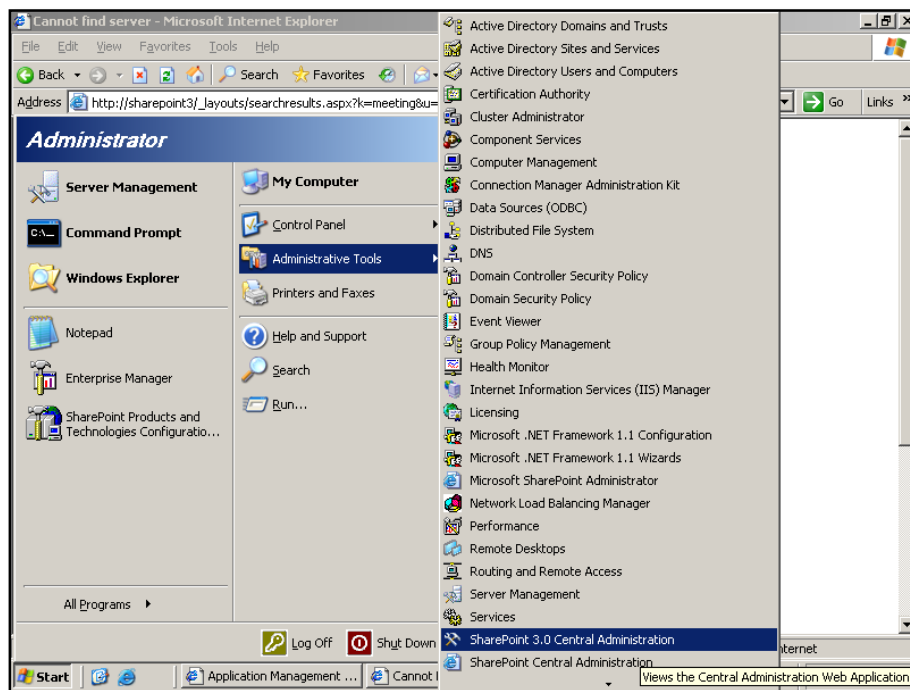 Cannot find server - Microsoft Internet Explorer
File Edit View Favorites Tools Help
Back Search Favorites
Address http://sharepoint3/_layouts/searchresults.aspx?k=meeting&u= Go Links »
Administrator
Server Management
Command Prompt
Windows Explorer
Notepad
Enterprise Manager
SharePoint Products and
Technologies Configuratio...
All Programs
My Computer
Control Panel
Administrative Tools
Printers and Faxes
Help and Support
Search
Run...
Log Off Shut Down
Active Directory Domains and Trusts
Active Directory Sites and Services
Active Directory Users and Computers
Certification Authority
Cluster Administrator
Component Services
Computer Management
Connection Manager Administration Kit
Data Sources (ODBC)
Distributed File System
DNS
Domain Controller Security Policy
Domain Security Policy
Event Viewer
Group Policy Management
Health Monitor
Internet Information Services (IIS) Manager
Licensing
Microsoft .NET Framework 1.1 Configuration
Microsoft .NET Framework 1.1 Wizards
Microsoft SharePoint Administrator
Network Load Balancing Manager
Performance
Remote Desktops
Routing and Remote Access
Server Management
Services
SharePoint 3.0 Central Administration
SharePoint Central Administration
Views the Central Administration Web Application
nternet
Start Application Management ... Cannot